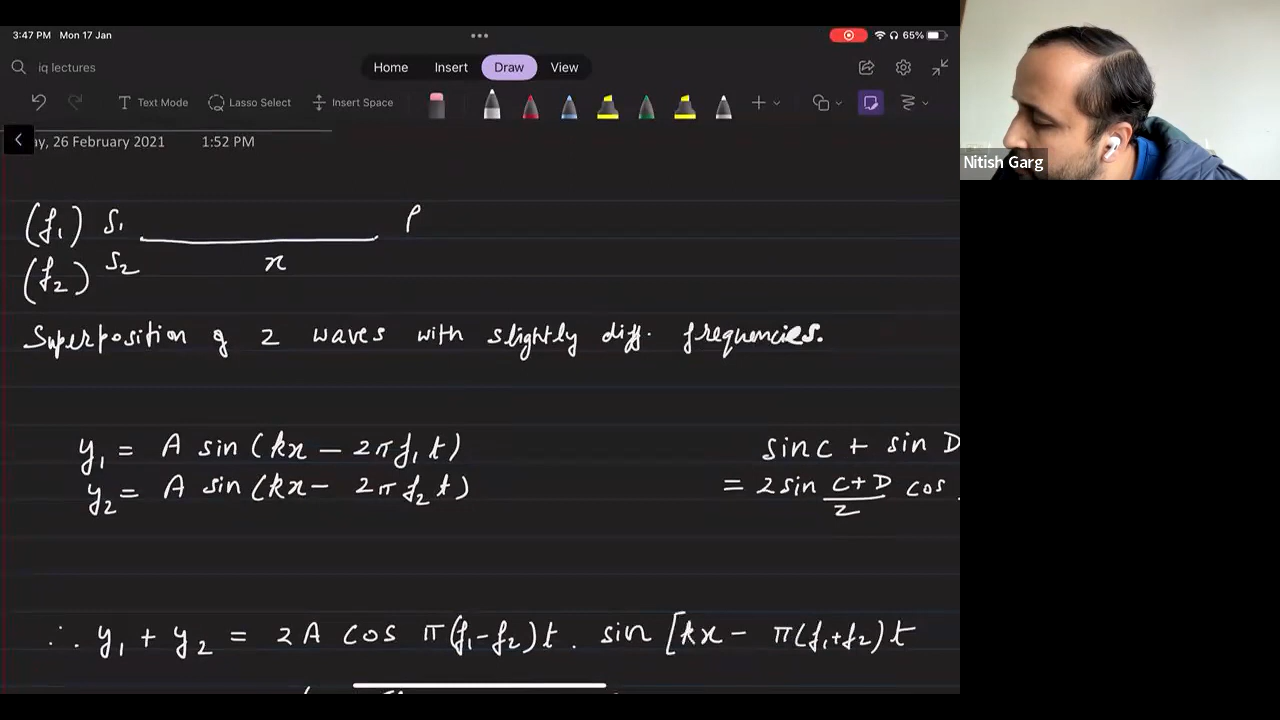 3:47 PM Mon 17 Jan
65%
iq lectures
Home Insert Draw View
Text Mode Lasso Select Insert Space
ay, 26 February 2021 1:52 PM
Nitish Garg
(f₁) S₁ P
(f₂) S₂ x
Superposition of 2 waves with slightly diff. frequencies.
y₁ = A sin(kx - 2πf₁t)
sin C + sin D
y₂ = A sin(kx - 2πf₂t)
= 2 sin (C+D)/2 cos
∴ y₁ + y₂ = 2A cos π(f₁-f₂)t . sin [kx - π(f₁+f₂)t